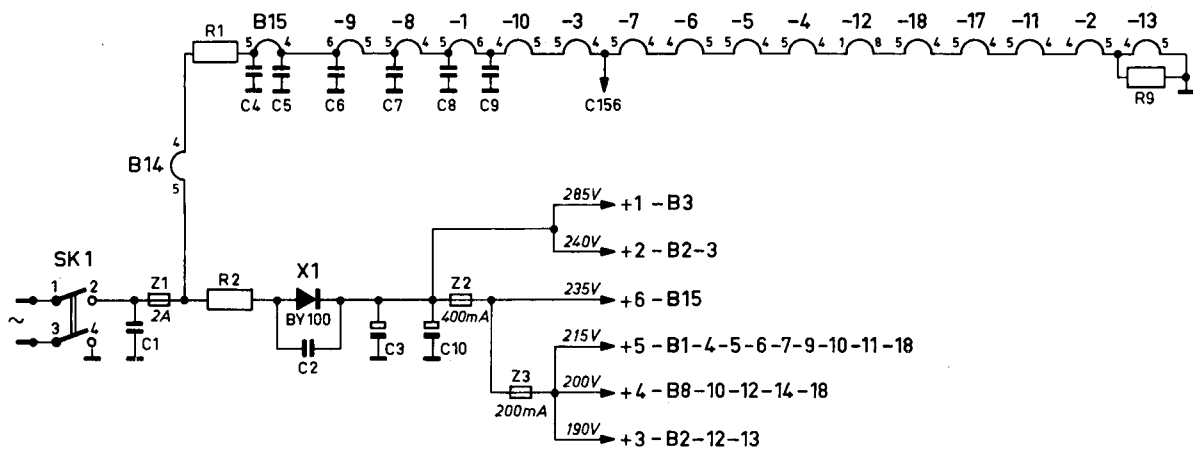 B15 -9 -8 -1 -10 -3 -7 -6 -5 -4 -12 -18 -17 -11 -2 -13
R1 5 4 6 5 5 4 5 6 4 5 5 4 5 4 5 4 5 4 5 4 1 8 4 5 4 5 4 5 4 5 4 5
C4 C5 C6 C7 C8 C9 C156 R9
4
B14
5
285V +1-B3
240V +2-B2-3
SK1 Z1 R2 X1 Z2
1 2 2A BY100 400mA 235V +6-B15
~ 3 4 C1 C2 C3 C10
215V +5-B1-4-5-6-7-9-10-11-18
Z3 200V +4-B8-10-12-14-18
200mA
190V +3-B2-12-13